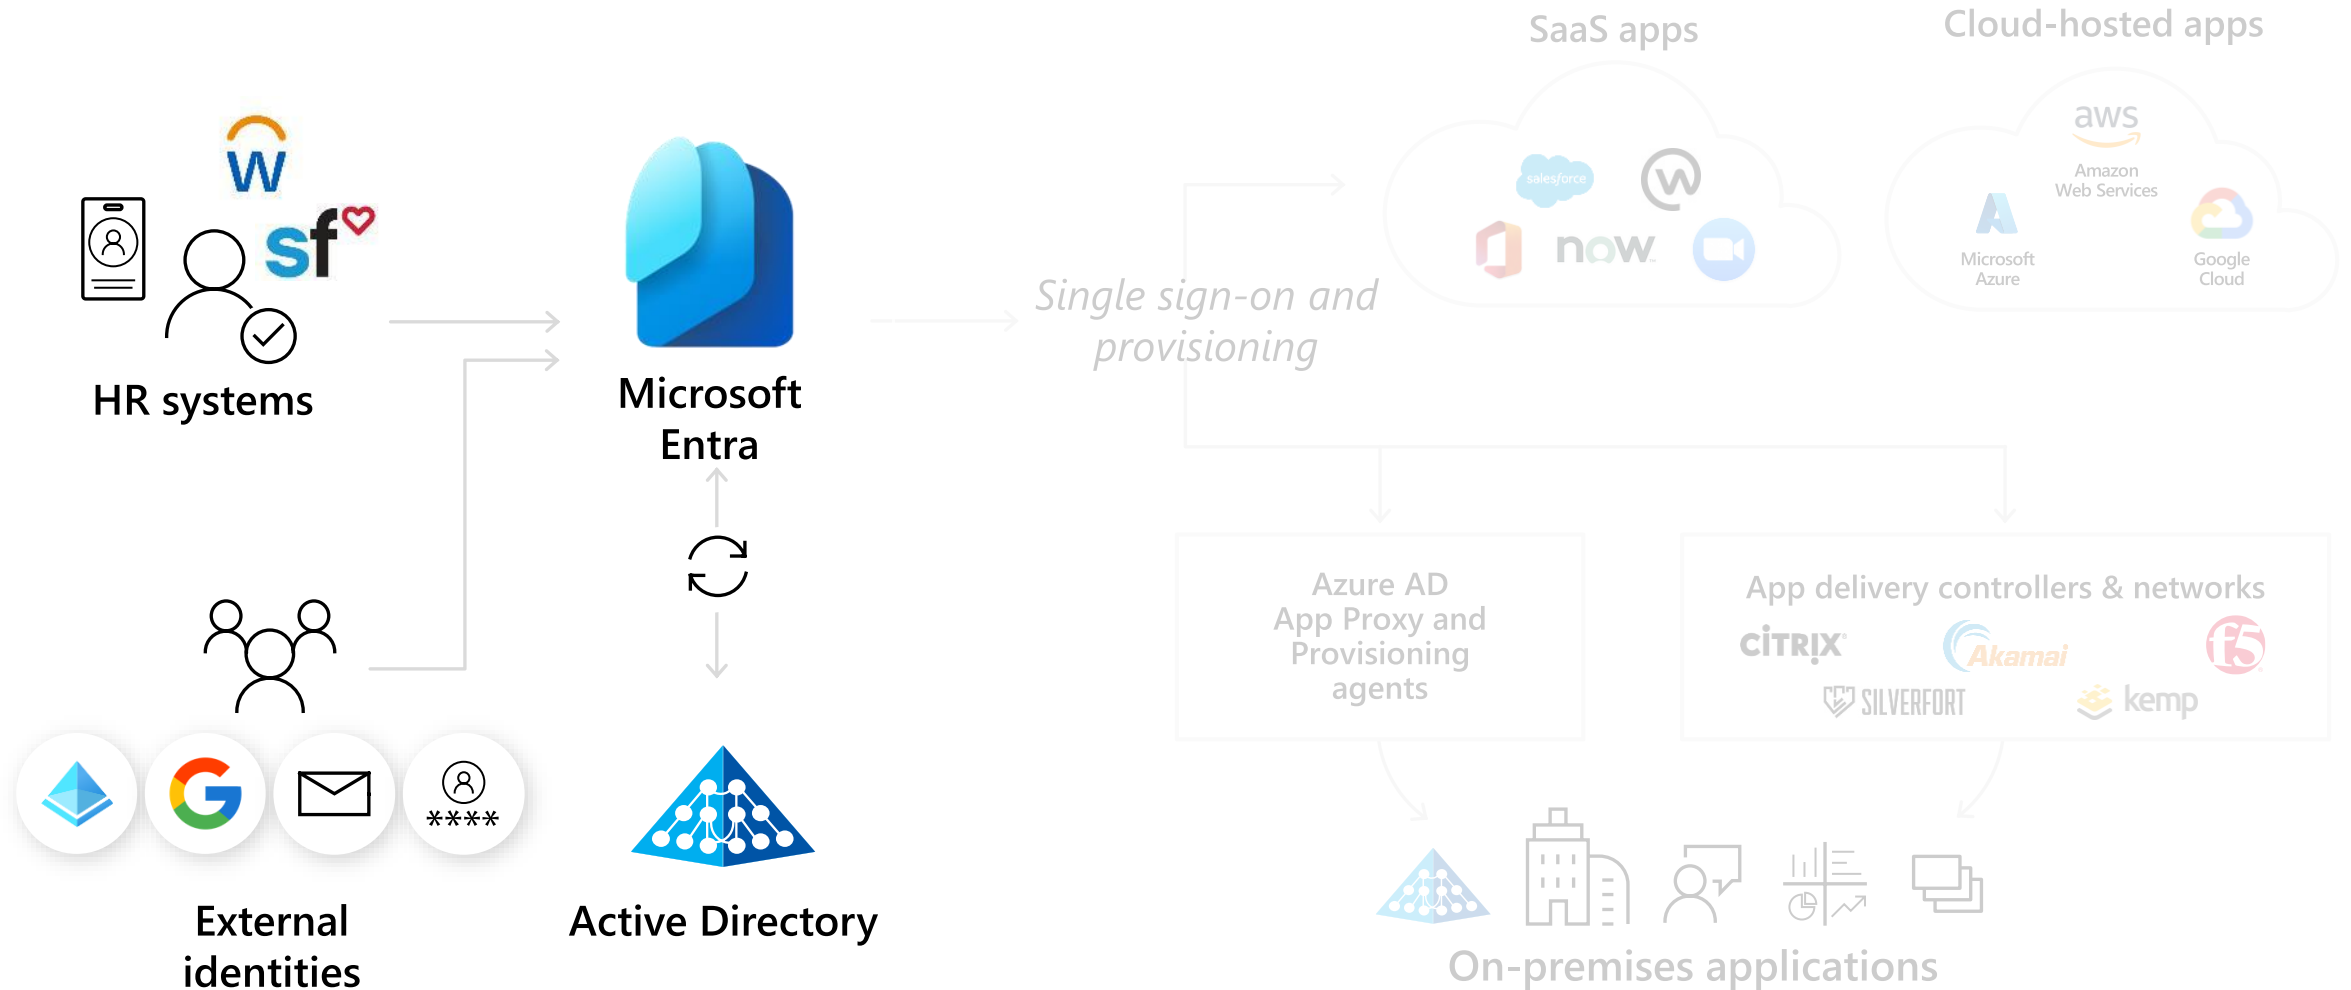 SaaS apps
Cloud-hosted apps
w
sf
salesforce
W
now
aws
Amazon
Web Services
Microsoft
Azure
Google
Cloud
HR systems
Microsoft
Entra
Single sign-on and
provisioning
G
****
External
identities
Active Directory
Azure AD
App Proxy and
Provisioning
agents
App delivery controllers & networks
CİTRIX
Akamai
f5
SILVERFORT
kemp
On-premises applications